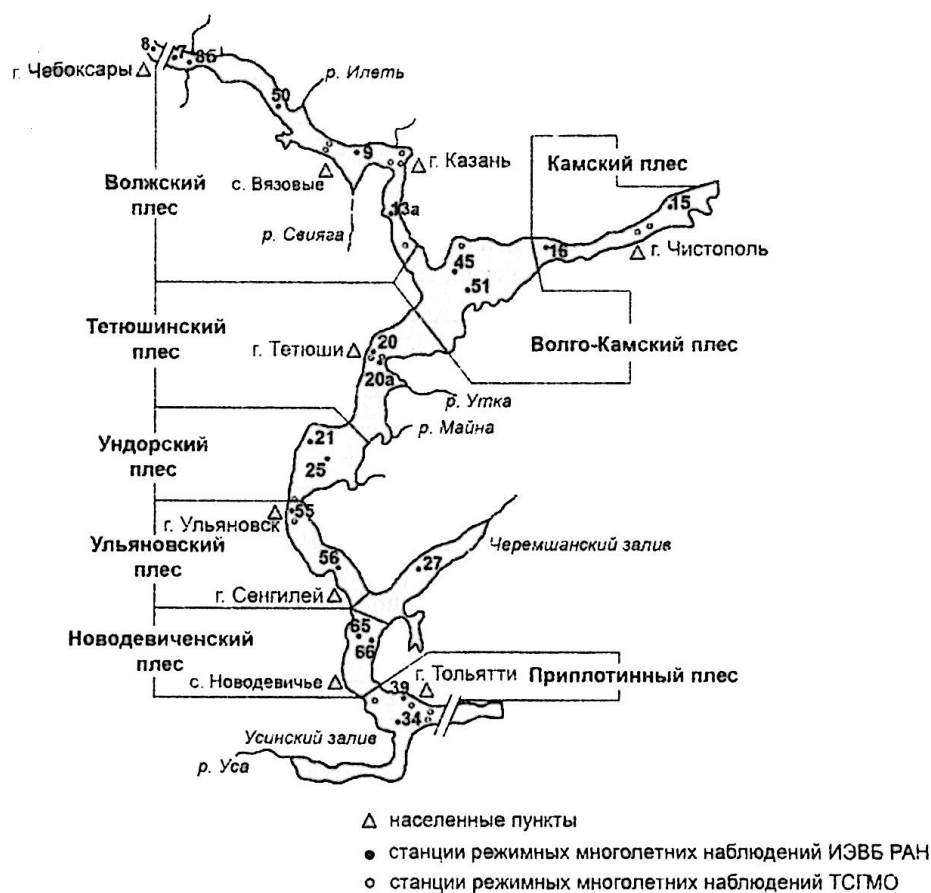 8
7
8б
г. Чебоксары
р. Илеть
50
9
г. Казань
с. Вязовые
Камский плес
Волжский
плес
13а
15
р. Свияга
16
г. Чистополь
45
51
Тетюшинский
плес
г. Тетюши
20
Волго-Камский плес
20а
р. Утка
р. Майна
Ундорский
плес
21
25
г. Ульяновск
55
Ульяновский
плес
Черемшанский залив
56
27
г. Сенгилей
Новодевиченский
плес
65
66
г. Тольятти
Приплотинный плес
с. Новодевичье
39
34
Усинский залив
р. Уса
населенные пункты
станции режимных многолетних наблюдений ИЭВБ РАН
станции режимных многолетних наблюдений ТСГМО